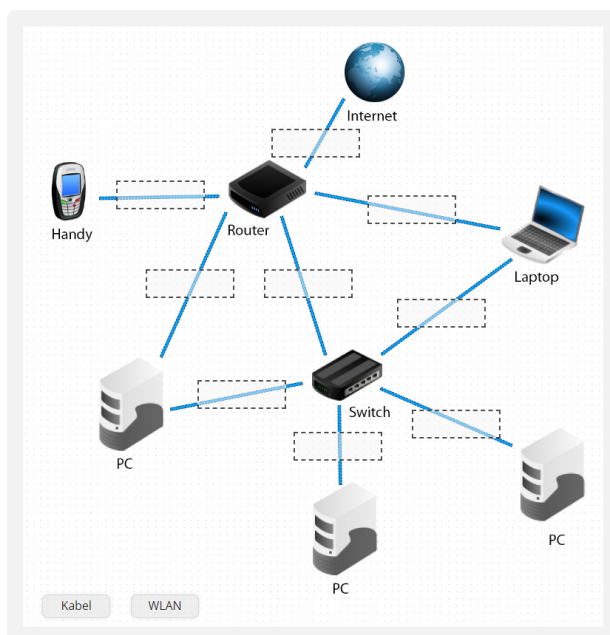 Internet
Handy
Router
Laptop
Switch
PC
PC
PC
Kabel
WLAN